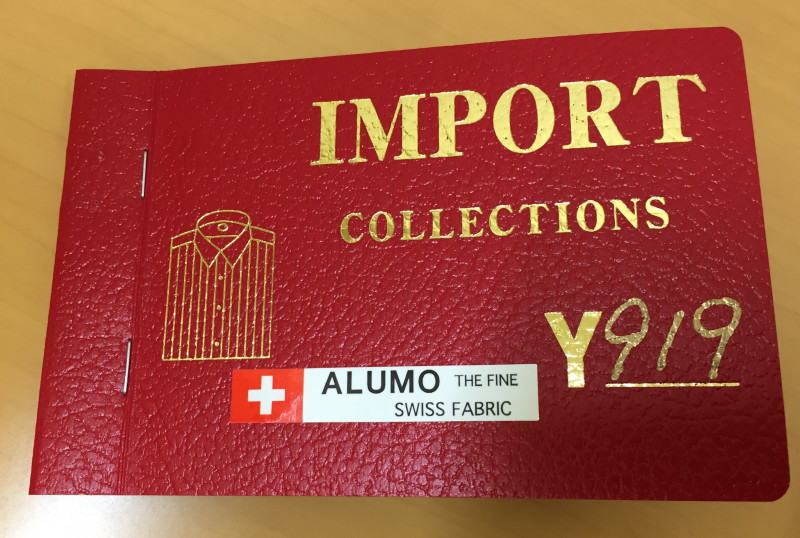 IMPORT
COLLECTIONS
Y919
ALUMO THE FINE
SWISS FABRIC